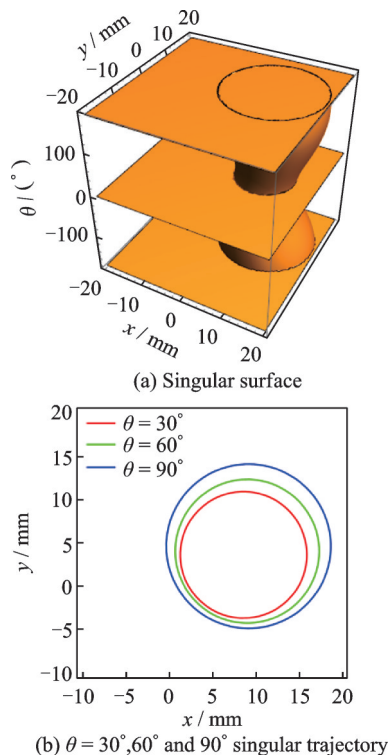 y / mm
20
10
0
−10
−20
θ / (°)
100
0
−100
−20
−10
0
10
20
x / mm
(a) Singular surface
20
15
10
5
0
−5
−10
y / mm
θ = 30°
θ = 60°
θ = 90°
−10
−5
0
5
10
15
20
x / mm
(b) θ = 30°,60° and 90° singular trajectory